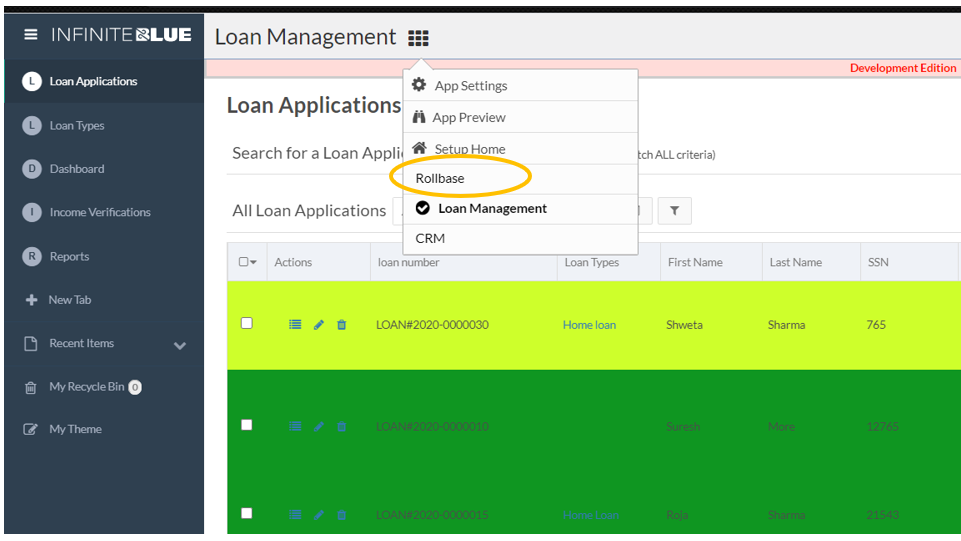 INFINITEBLUE
Loan Management
L Loan Applications
Development Edition
App Settings
Loan Applications
L Loan Types
App Preview
Setup Home
Search for a Loan Appli
tch ALL criteria)
D Dashboard
Rollbase
All Loan Applications
Loan Management
I Income Verifications
CRM
R Reports
Actions loan number Loan Types First Name Last Name SSN
New Tab
LOAN#2020-0000030 Home loan Shweta Sharma 765
Recent Items
My Recycle Bin 0
My Theme
LOAN#2020-0000010 Suresh More 12765
LOAN#2020-0000015 Home Loan Roja Sharma 21543